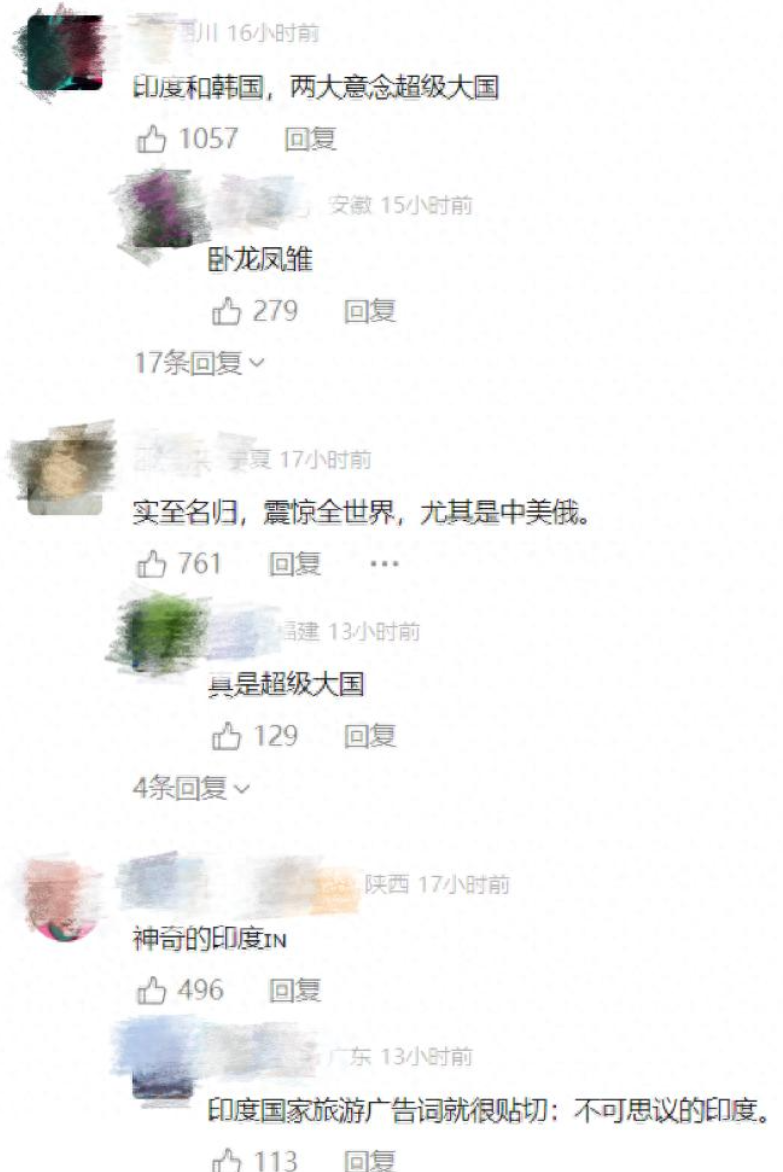 川 16小时前
印度和韩国，两大意念超级大国
1057 回复
安徽 15小时前
卧龙凤雏
279 回复
17条回复
夏 17小时前
实至名归，震惊全世界，尤其是中美俄。
761 回复 ···
福建 13小时前
真是超级大国
129 回复
4条回复
陕西 17小时前
神奇的印度IN
496 回复
广东 13小时前
印度国家旅游广告词就很贴切：不可思议的印度。
113 回复